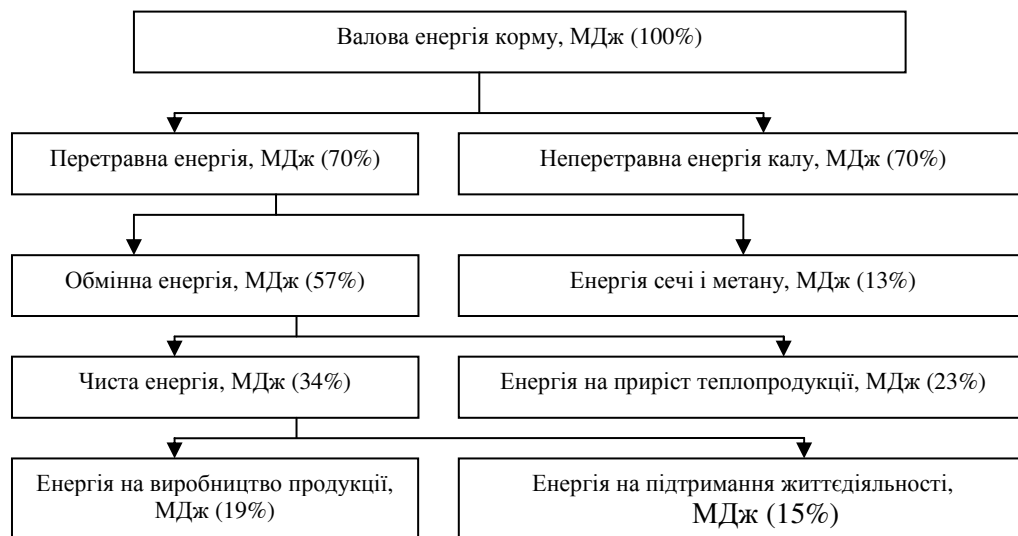 Валова енергія корму, МДж (100%)
Перетравна енергія, МДж (70%)
Неперетравна енергія калу, МДж (70%)
Обмінна енергія, МДж (57%)
Енергія сечі і метану, МДж (13%)
Чиста енергія, МДж (34%)
Енергія на приріст теплопродукції, МДж (23%)
Енергія на виробництво продукції,
МДж (19%)
Енергія на підтримання життєдіяльності,
МДж (15%)